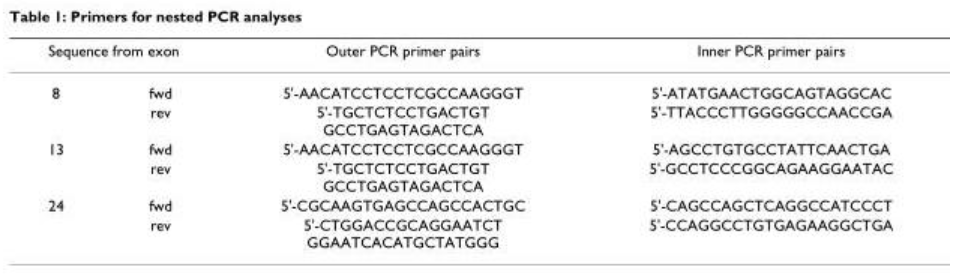 Table 1: Primers for nested PCR analyses
Sequence from exon Outer PCR primer pairs Inner PCR primer pairs
8 fwd 5'-AACATCCTCCTCGCCAAGGGT 5'-ATATGAACTGGCAGTAGGCAC
rev 5'-TGCTCTCCTGACTGT 5'-TTACCCTTGGGGGCCAACCGA
GCCTGAGTAGACTCA
13 fwd 5'-AACATCCTCCTCGCCAAGGGT 5'-AGCCTGTGCCTATTCAACTGA
rev 5'-TGCTCTCCTGACTGT 5'-GCCTCCCGGCAGAAGGAATAC
GCCTGAGTAGACTCA
24 fwd 5'-CGCAAGTGAGCCAGCCACTGC 5'-CAGCCAGCTCAGGCCATCCCT
rev 5'-CTGGACCGCAGGAATCT 5'-CCAGGCCTGTGAGAAGGCTGA
GGAATCACATGCTATGGG